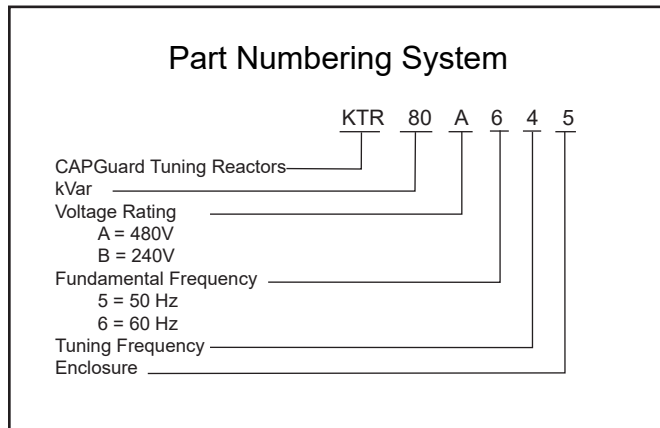 Part Numbering System
KTR 80 A 6 4 5
CAPGuard Tuning Reactors
kVar
Voltage Rating
A = 480V
B = 240V
Fundamental Frequency
5 = 50 Hz
6 = 60 Hz
Tuning Frequency
Enclosure